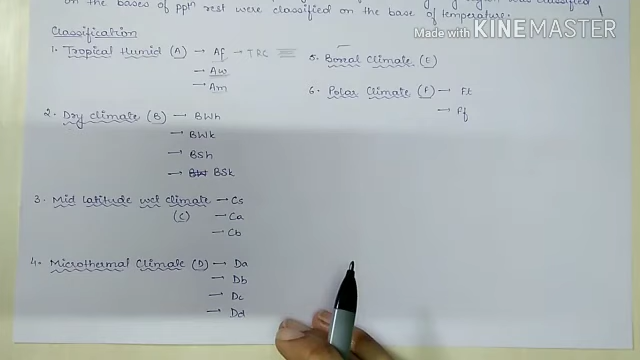 on the bases of pptn rest were classified on the base of temperature.
Made with KINEMASTER
Classification
1. Tropical Humid (A) → Af → TRC
→ Aw
→ Am
2. Dry climate (B) → BWh
→ BWk
→ BSh
→ BSk
3. Mid latitude wet climate → Cs
(C) → Ca
→ Cb
4. Microthermal Climate (D) → Da
→ Db
→ Dc
→ Dd
5. Boreal Climate (E)
6. Polar Climate (F) → Ft
→ Ff